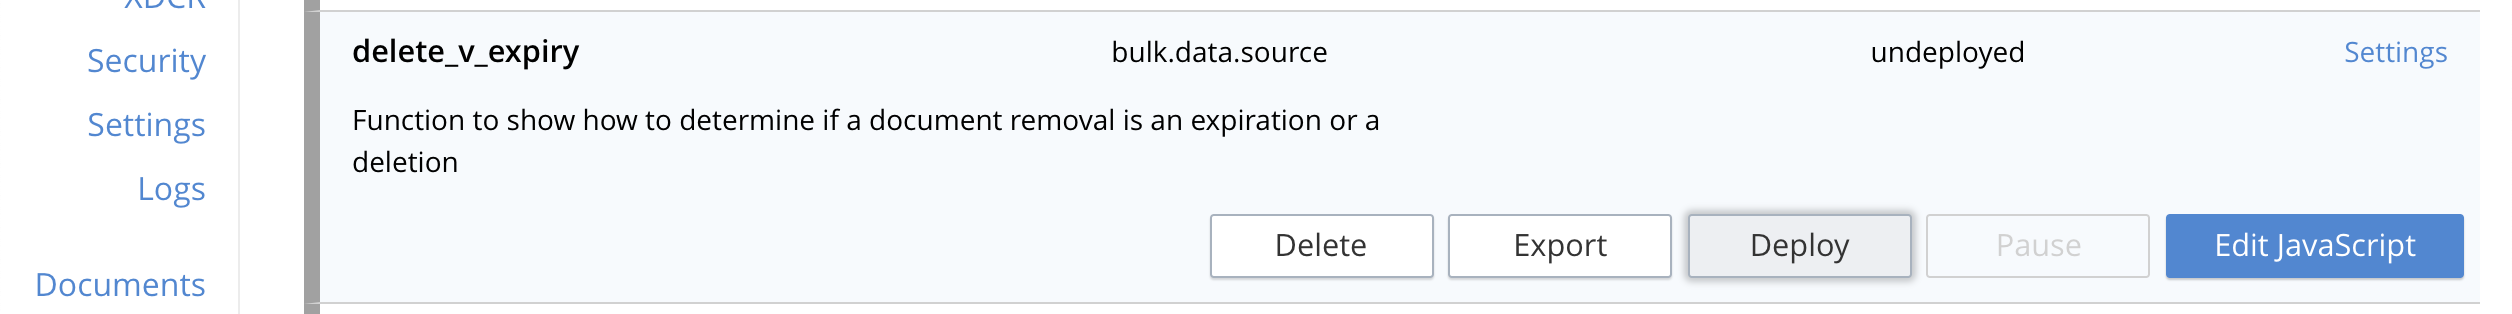 XDCR
Security
Settings
Logs
Documents
delete_v_expiry
bulk.data.source
undeployed
Settings
Function to show how to determine if a document removal is an expiration or a
deletion
Delete
Export
Deploy
Pause
Edit JavaScript